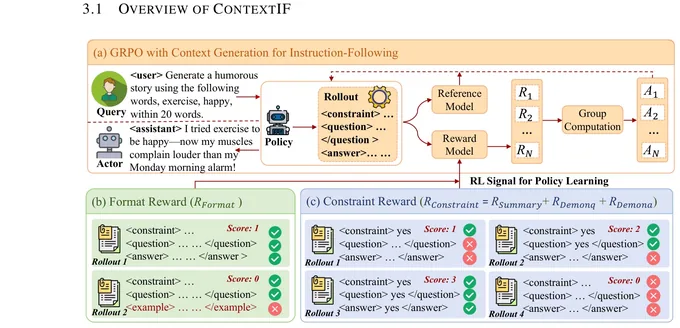 3.1 OVERVIEW OF CONTEXTIF
(a) GRPO with Context Generation for Instruction-Following
<user> Generate a humorous
story using the following
words, exercise, happy,
within 20 words.
Query
<assistant> I tried exercise to
be happy—now my muscles
complain louder than my
Monday morning alarm!
Actor
Policy
Rollout
<constraint> ...
<question> ...
</question >
<answer>... ...
Reference
Model
Reward
Model
R1
R2
...
RN
Group
Computation
A1
A2
...
AN
RL Signal for Policy Learning
(b) Format Reward (RFormat )
<constraint> ... Score: 1
<question> ... ... </question>
<answer> ... ... </answer >
Rollout 1
<constraint> ... Score: 0
<question> ... ... </question>
<example> ... ... </example>
Rollout 2
(c) Constraint Reward (RConstraint = RSummary+ RDemonq + RDemona)
<constraint> yes Score: 1
<question> ... </question>
<answer> ... </answer>
Rollout 1
<constraint> yes Score: 2
<question> yes </question>
<answer> ... </answer>
Rollout 2
<constraint> yes Score: 3
<question> yes </question>
<answer> yes </answer>
Rollout 3
<constraint> ... Score: 0
<question> ... </question>
<answer> ... </answer>
Rollout 4